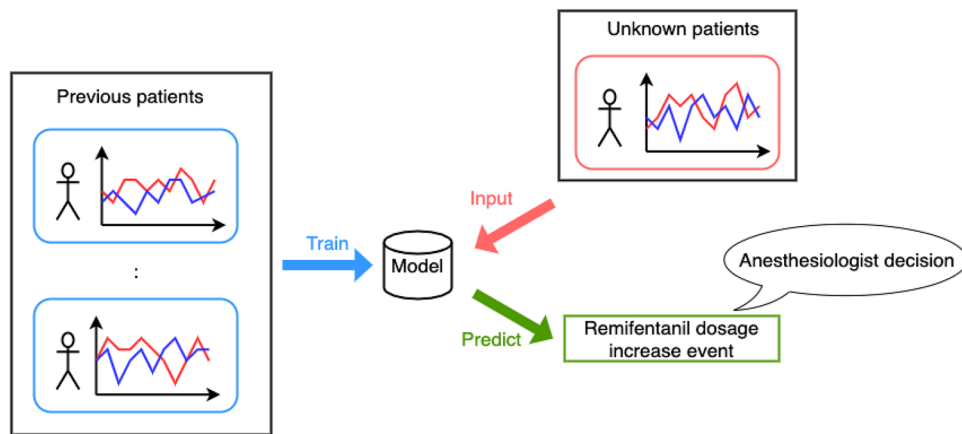 Unknown patients
Previous patients
:
Input
Train
Model
Anesthesiologist decision
Predict
Remifentanil dosage
increase event